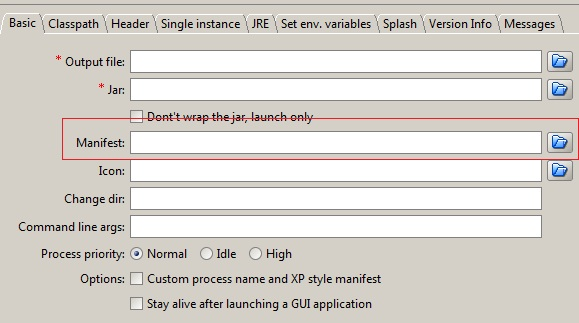 Basic Classpath Header Single instance JRE Set env. variables Splash Version Info Messages
* Output file:
* Jar:
Dont't wrap the jar, launch only
Manifest:
Icon:
Change dir:
Command line args:
Process priority: Normal Idle High
Options: Custom process name and XP style manifest
Stay alive after launching a GUI application